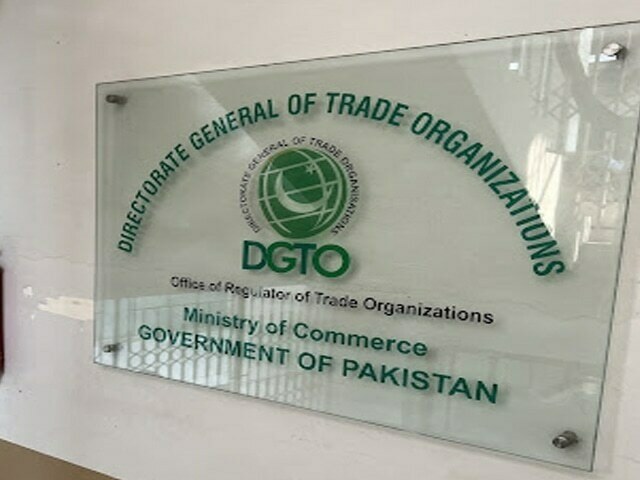 DIRECTORATE GENERAL OF TRADE ORGANIZATIONS
DIRECTORATE GENERAL OF TRADE ORGANISATIONS
DGTO
Office of Regulator of Trade Organizations
Ministry of Commerce
GOVERNMENT OF PAKISTAN